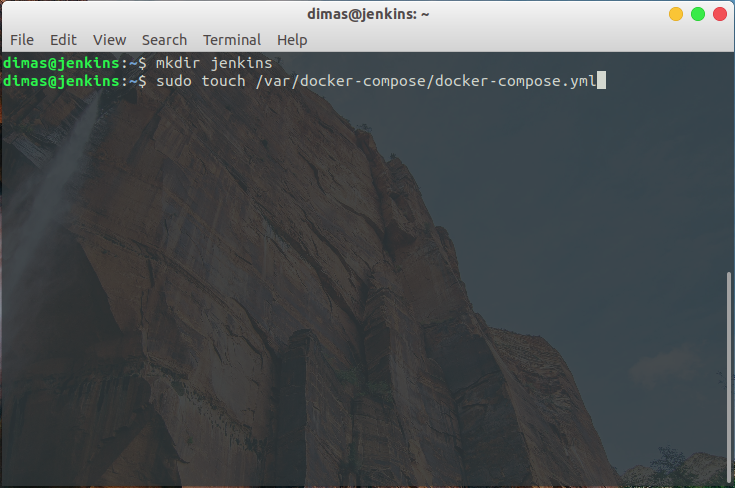 dimas@jenkins: ~
File Edit View Search Terminal Help
dimas@jenkins:~$ mkdir jenkins
dimas@jenkins:~$ sudo touch /var/docker-compose/docker-compose.yml